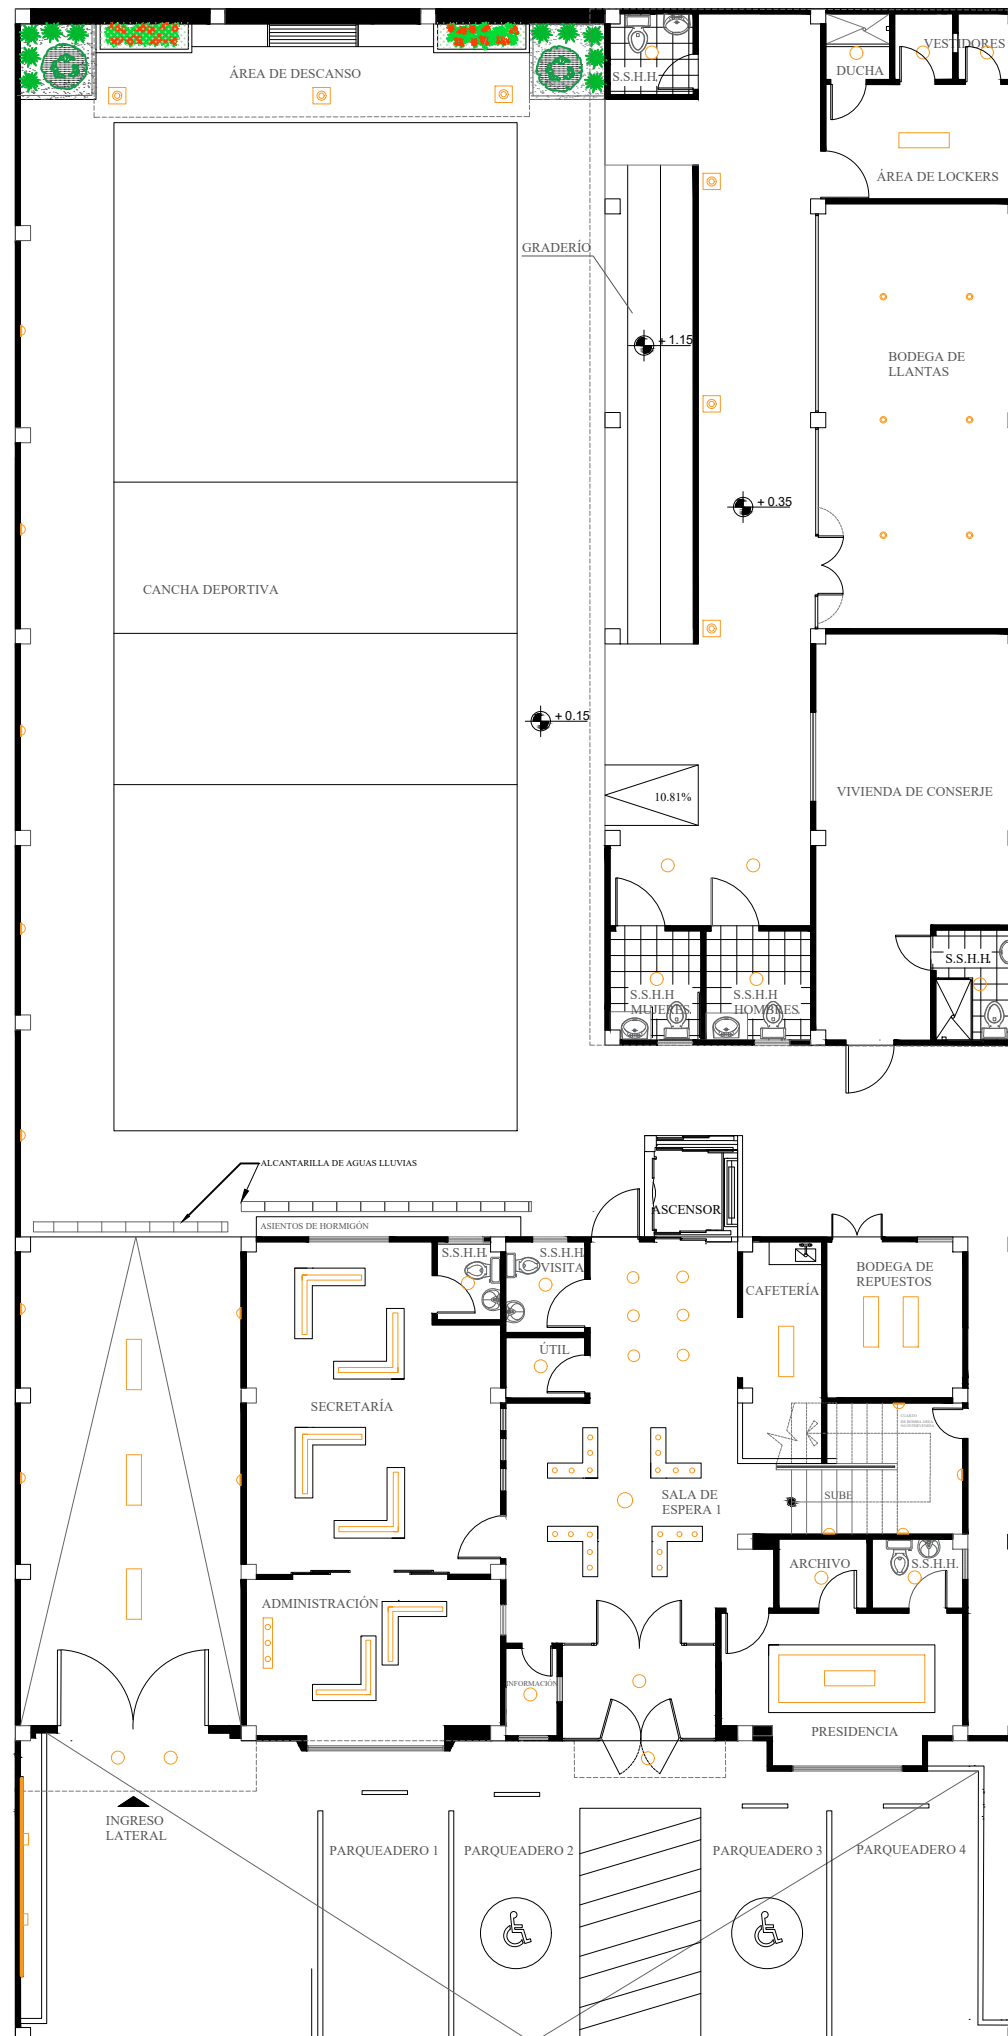 ÁREA DE DESCANSO
S.S.H.H.
DUCHA
VESTIDORES
ÁREA DE LOCKERS
GRADERÍO
+ 1.15
BODEGA DE
LLANTAS
+ 0.35
CANCHA DEPORTIVA
+ 0.15
10.81%
VIVIENDA DE CONSERJE
S.S.H.H.
S.S.H.H
MUJERES
S.S.H.H
HOMBRES
ALCANTARILLA DE AGUAS LLUVIAS
ASIENTOS DE HORMIGÓN
ASCENSOR
S.S.H.H.
S.S.H.H.
VISITA
CAFETERÍA
BODEGA DE
REPUESTOS
ÚTIL
SECRETARÍA
SALA DE
ESPERA 1
SUBE
ADMINISTRACIÓN
ARCHIVO
S.S.H.H.
INFORMACIÓN
PRESIDENCIA
INGRESO
LATERAL
PARQUEADERO 1
PARQUEADERO 2
PARQUEADERO 3
PARQUEADERO 4